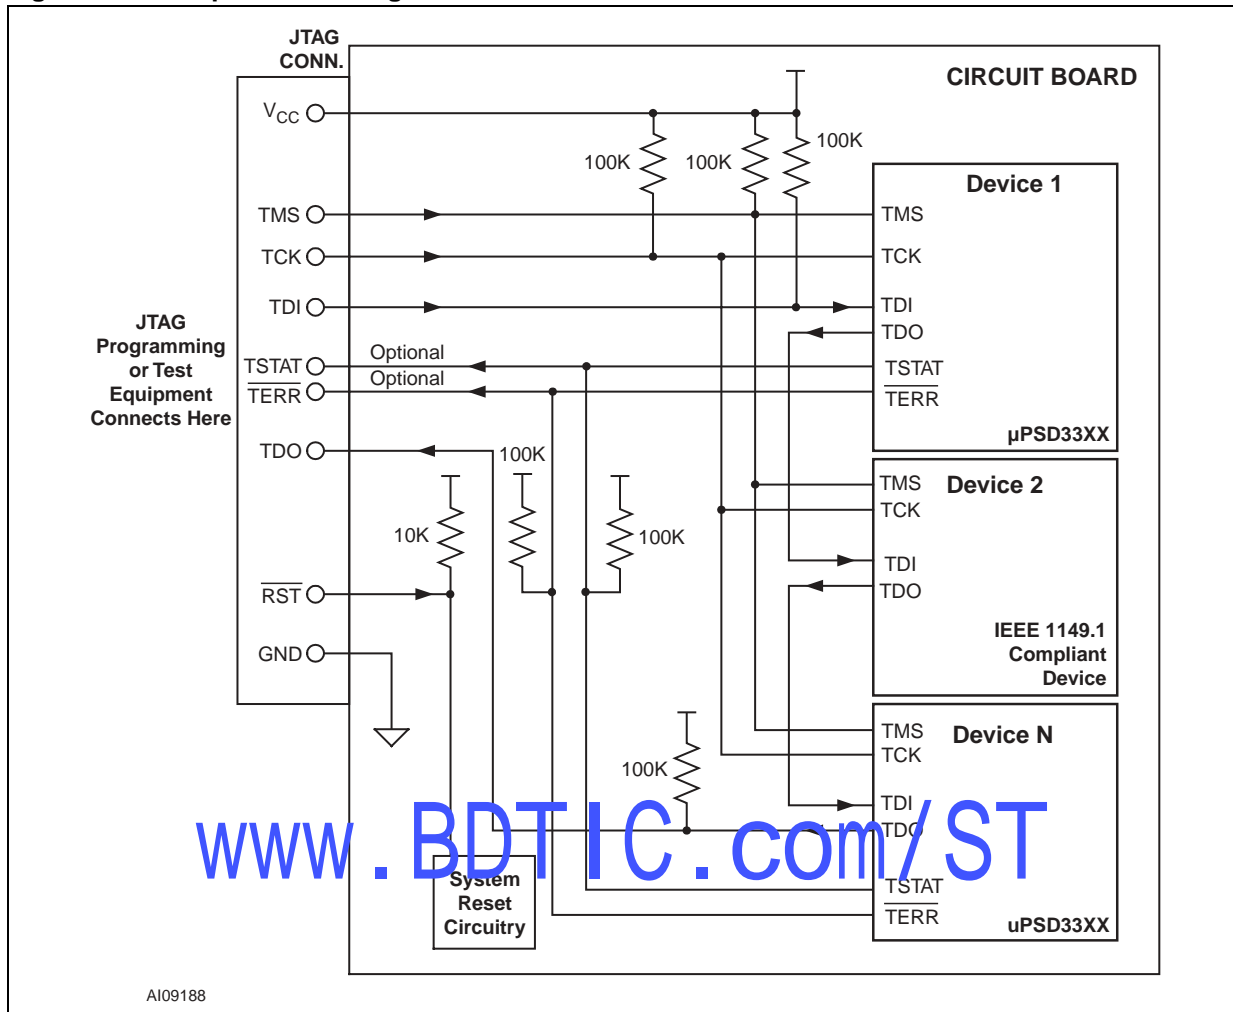 JTAG
CONN.
CIRCUIT BOARD
VCC
100K
100K
100K
Device 1
TMS
TMS
TCK
TCK
TDI
TDI
TDO
JTAG
Programming
or Test
Equipment
Connects Here
Optional
TSTAT
TSTAT
Optional
TERR
TERR
µPSD33XX
TDO
100K
TMS
Device 2
TCK
10K
100K
TDI
TDO
RST
IEEE 1149.1
Compliant
Device
GND
TMS
Device N
TCK
100K
TDI
TDO
www.BDTIC.com/ST
System
Reset
Circuitry
TSTAT
TERR
uPSD33XX
AI09188